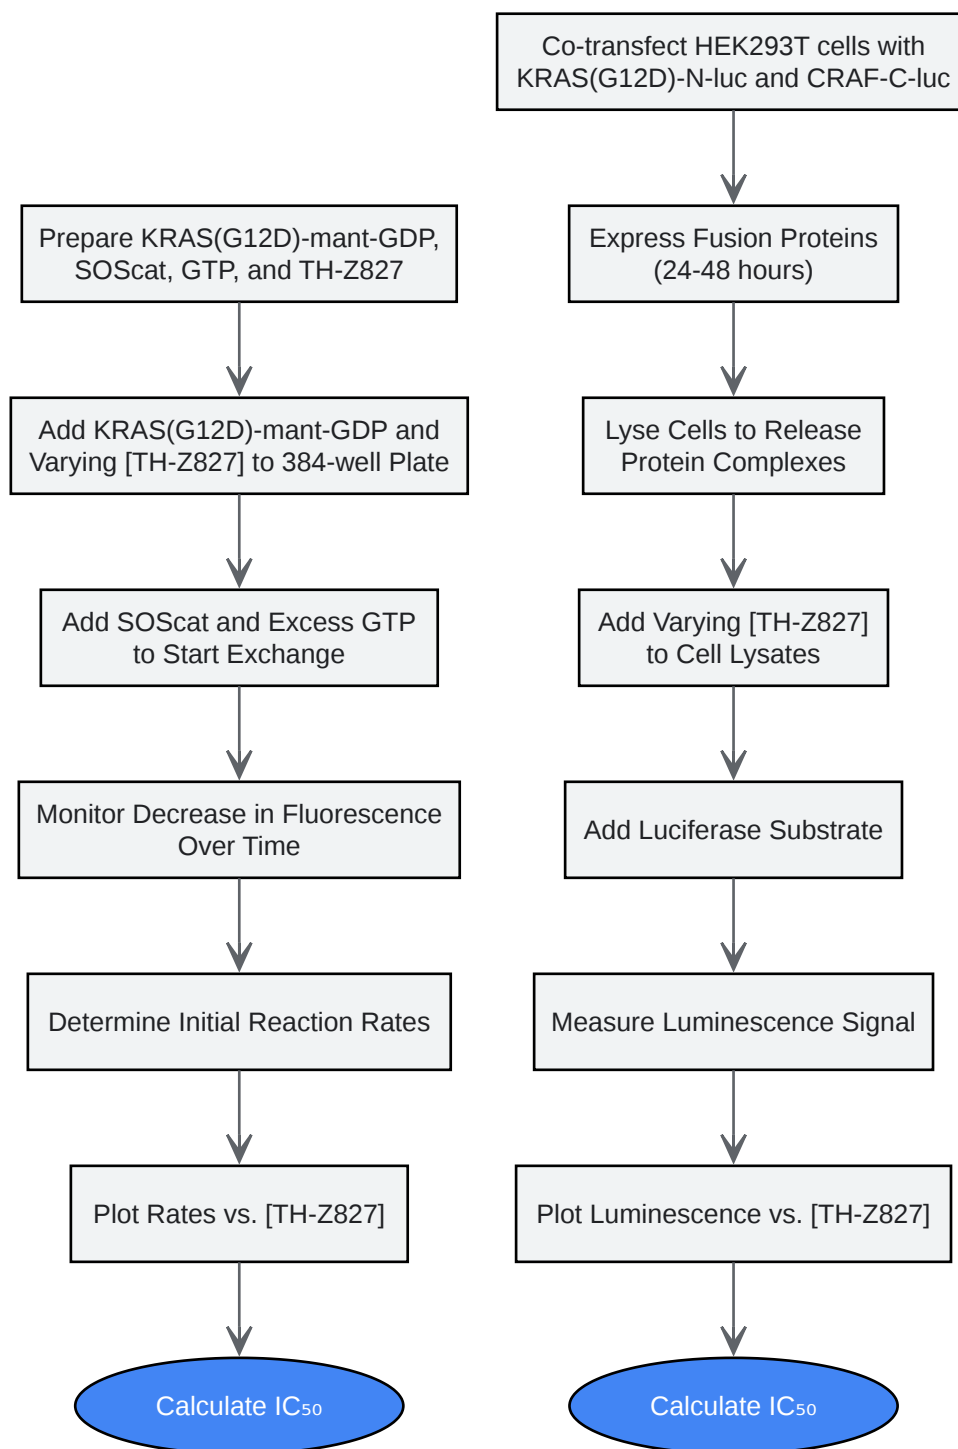 Co-transfect HEK293T cells with
KRAS(G12D)-N-luc and CRAF-C-luc
Prepare KRAS(G12D)-mant-GDP,
SOScat, GTP, and TH-Z827
Express Fusion Proteins
(24-48 hours)
Add KRAS(G12D)-mant-GDP and
Varying [TH-Z827] to 384-well Plate
Lyse Cells to Release
Protein Complexes
Add SOScat and Excess GTP
to Start Exchange
Add Varying [TH-Z827]
to Cell Lysates
Monitor Decrease in Fluorescence
Over Time
Add Luciferase Substrate
Determine Initial Reaction Rates
Measure Luminescence Signal
Plot Rates vs. [TH-Z827]
Plot Luminescence vs. [TH-Z827]
Calculate IC₅₀
Calculate IC₅₀